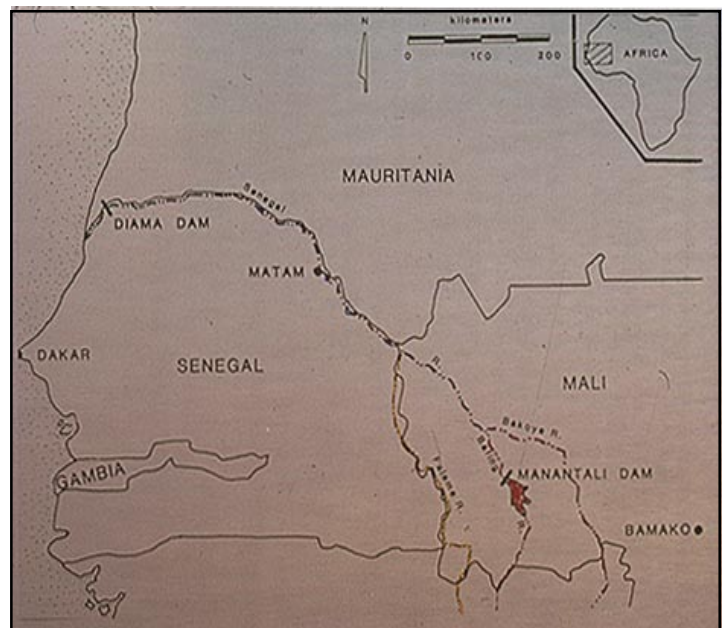 N
kilometers
0 100 200
AFRICA
MAURITANIA
Senegal
DIAMA DAM
MATAM
DAKAR
SENEGAL
R.
MALI
Bakoye R.
Bafing
R.
GAMBIA
Faleme R.
MANANTALI DAM
BAMAKO